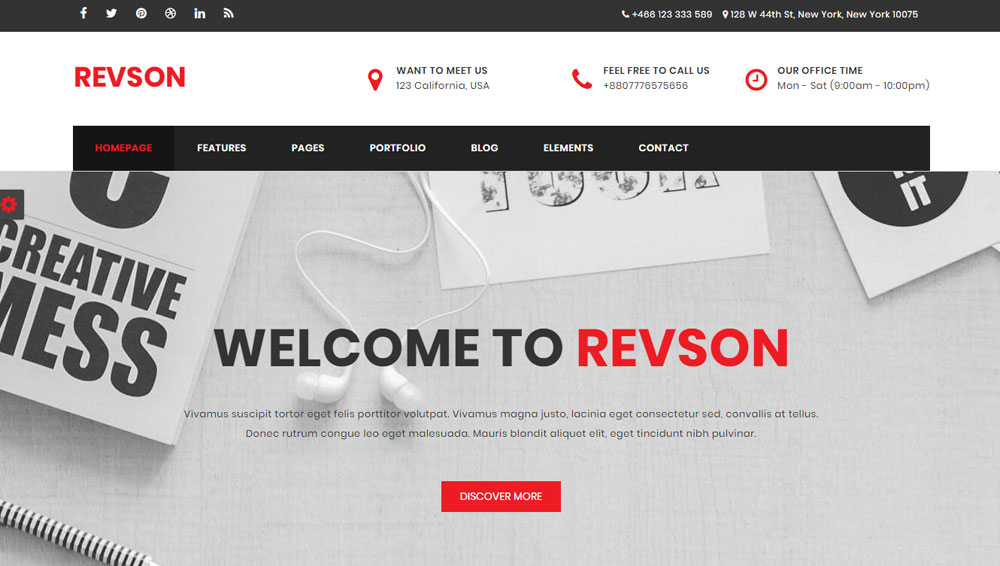 +466 123 333 589 128 W 44th St, New York, New York 10075
REVSON
WANT TO MEET US
123 California, USA
FEEL FREE TO CALL US
+8807776575656
OUR OFFICE TIME
Mon - Sat (9:00am - 10:00pm)
HOMEPAGE FEATURES PAGES PORTFOLIO BLOG ELEMENTS CONTACT
IT
CREATIVE
MESS
WELCOME TO REVSON
Vivamus suscipit tortor eget felis porttitor volutpat. Vivamus magna justo, lacinia eget consectetur sed, convallis at tellus.
Donec rutrum congue leo eget malesuada. Mauris blandit aliquet elit, eget tincidunt nibh pulvinar.
DISCOVER MORE